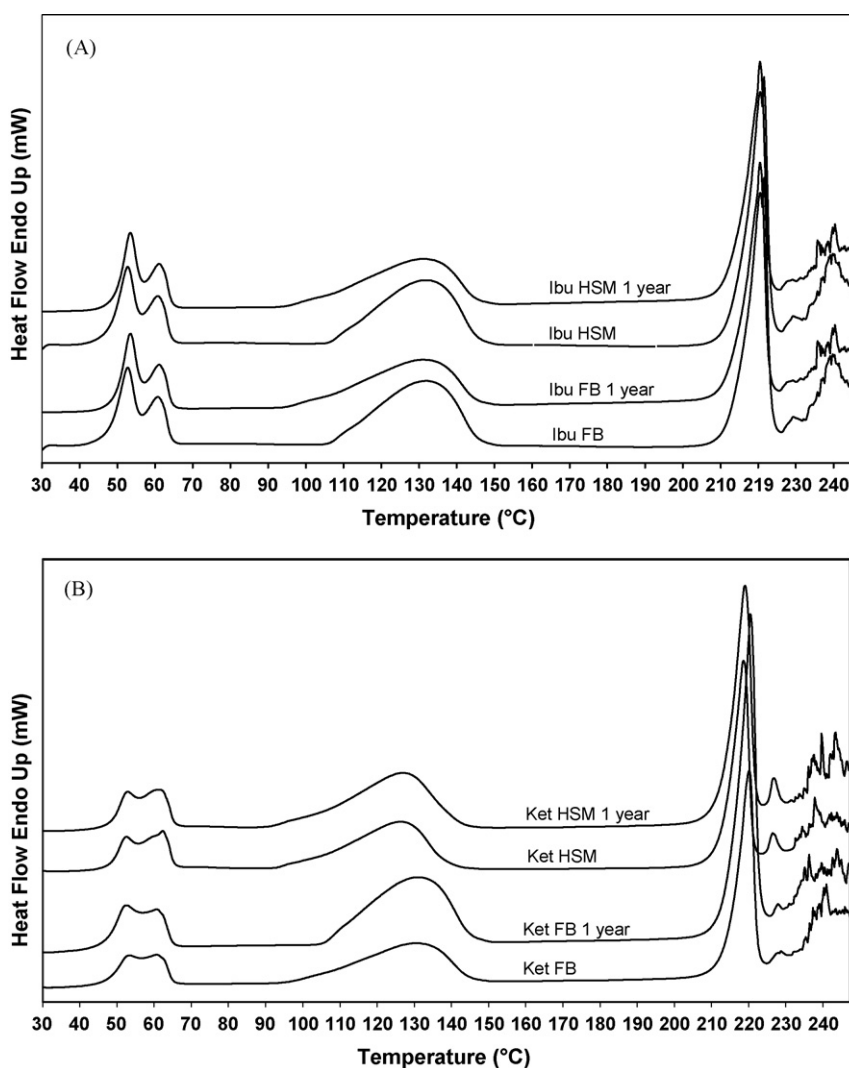 (A)
Heat Flow Endo Up (mW)
Ibu HSM 1 year
Ibu HSM
Ibu FB 1 year
Ibu FB
30 40 50 60 70 80 90 100 110 120 130 140 150 160 170 180 190 200 210 219 230 240
Temperature (°C)
(B)
Heat Flow Endo Up (mW)
Ket HSM 1 year
Ket HSM
Ket FB 1 year
Ket FB
30 40 50 60 70 80 90 100 110 120 130 140 150 160 170 180 190 200 210 220 230 240
Temperature (°C)